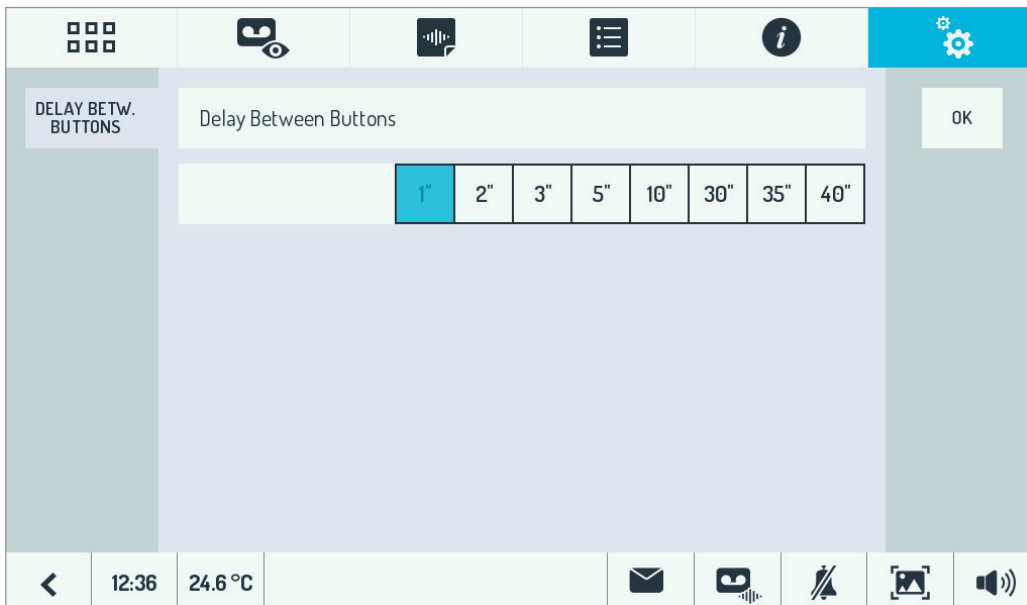 DELAY BETW.
BUTTONS
Delay Between Buttons
OK
1" 2" 3" 5" 10" 30" 35" 40"
12:36 24.6 °C